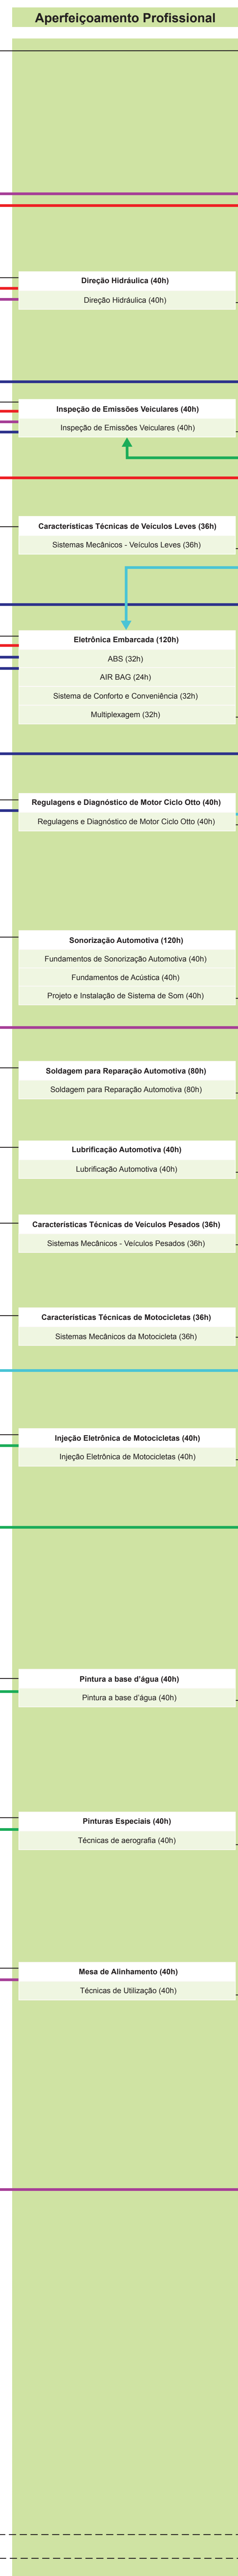 Aperfeiçoamento Profissional
Direção Hidráulica (40h)
Direção Hidráulica (40h)
Inspeção de Emissões Veiculares (40h)
Inspeção de Emissões Veiculares (40h)
Características Técnicas de Veículos Leves (36h)
Sistemas Mecânicos - Veículos Leves (36h)
Eletrônica Embarcada (120h)
ABS (32h)
AIR BAG (24h)
Sistema de Conforto e Conveniência (32h)
Multiplexagem (32h)
Regulagens e Diagnóstico de Motor Ciclo Otto (40h)
Regulagens e Diagnóstico de Motor Ciclo Otto (40h)
Sonorização Automotiva (120h)
Fundamentos de Sonorização Automotiva (40h)
Fundamentos de Acústica (40h)
Projeto e Instalação de Sistema de Som (40h)
Soldagem para Reparação Automotiva (80h)
Soldagem para Reparação Automotiva (80h)
Lubrificação Automotiva (40h)
Lubrificação Automotiva (40h)
Características Técnicas de Veículos Pesados (36h)
Sistemas Mecânicos - Veículos Pesados (36h)
Características Técnicas de Motocicletas (36h)
Sistemas Mecânicos da Motocicleta (36h)
Injeção Eletrônica de Motocicletas (40h)
Injeção Eletrônica de Motocicletas (40h)
Pintura a base d'água (40h)
Pintura a base d'água (40h)
Pinturas Especiais (40h)
Técnicas de aerografia (40h)
Mesa de Alinhamento (40h)
Técnicas de Utilização (40h)